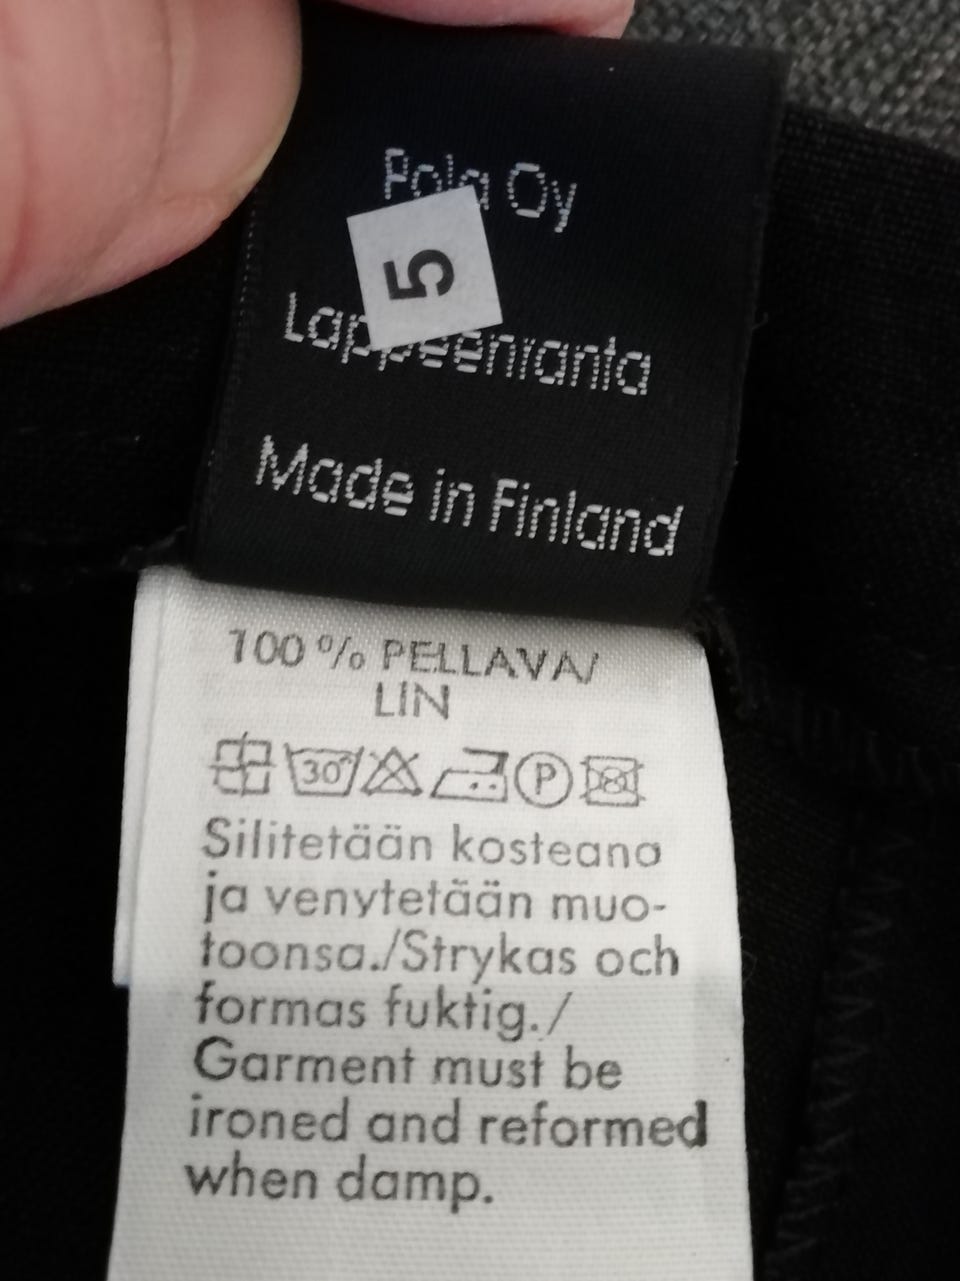 Pola Oy
5
Lappeenranta
Made in Finland
100 % PELLAVA/
LIN
30°
P
Silitetään kosteana
ja venytetään muo-
toonsa./Strykas och
formas fuktig./
Garment must be
ironed and reformed
when damp.